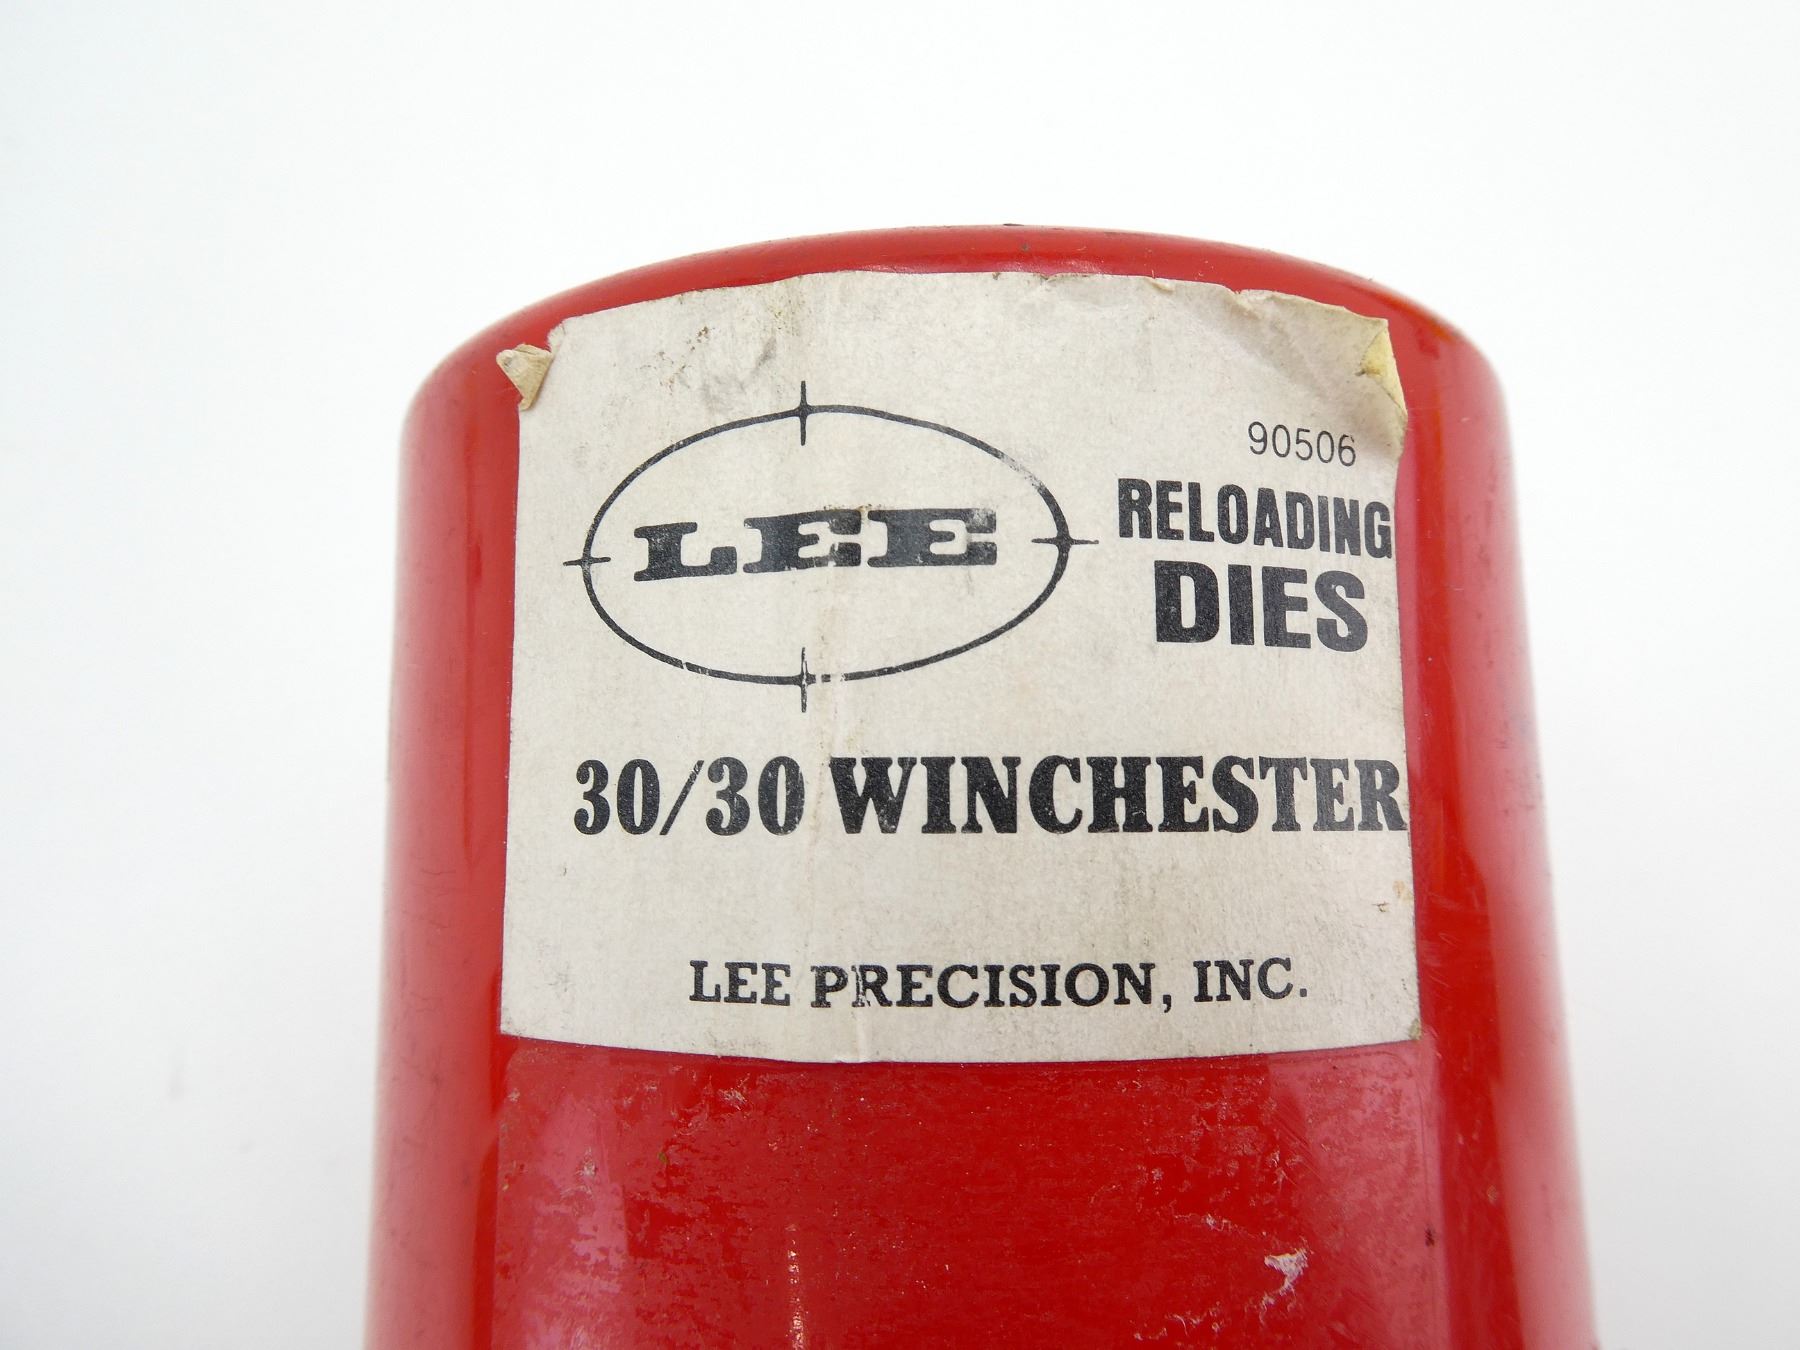 90506
LEE
RELOADING
DIES
30/30 WINCHESTER
LEE PRECISION, INC.